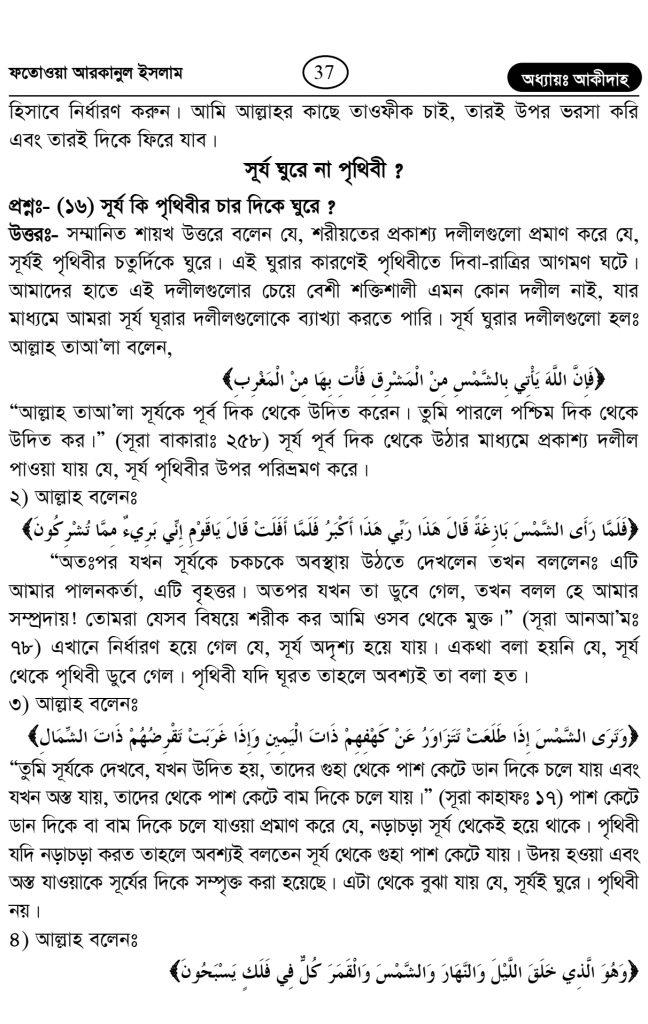 ফতোওয়া আরকানুল ইসলাম
37
অধ্যায়ঃ আকীদাহ
হিসাবে নির্ধারণ করুন। আমি আল্লাহর কাছে তাওফীক চাই, তারই উপর ভরসা করি
এবং তারই দিকে ফিরে যাব।
সূর্য ঘুরে না পৃথিবী ?
প্রশ্নঃ- (১৬) সূর্য কি পৃথিবীর চার দিকে ঘুরে ?
উত্তরঃ- সম্মানিত শায়খ উত্তরে বলেন যে, শরীয়তের প্রকাশ্য দলীলগুলো প্রমাণ করে যে,
সূর্যই পৃথিবীর চতুর্দিকে ঘুরে। এই ঘুরার কারণেই পৃথিবীতে দিবা-রাত্রির আগমণ ঘটে।
আমাদের হাতে এই দলীলগুলোর চেয়ে বেশী শক্তিশালী এমন কোন দলীল নাই, যার
মাধ্যমে আমরা সূর্য ঘূরার দলীলগুলোকে ব্যাখ্যা করতে পারি। সূর্য ঘুরার দলীলগুলো হলঃ
আল্লাহ তাআ’লা বলেন,
﴿فَإِنَّ اللَّهَ يَأْتِي بِالشَّمْسِ مِنْ الْمَشْرِقِ فَأْتِ بِهَا مِنْ الْمَغْرِبِ﴾
“আল্লাহ তাআ’লা সূর্যকে পূর্ব দিক থেকে উদিত করেন। তুমি পারলে পশ্চিম দিক থেকে
উদিত কর।” (সূরা বাকারাঃ ২৫৮) সূর্য পূর্ব দিক থেকে উঠার মাধ্যমে প্রকাশ্য দলীল
পাওয়া যায় যে, সূর্য পৃথিবীর উপর পরিভ্রমণ করে।
২) আল্লাহ বলেনঃ
﴿فَلَمَّا رَأَى الشَّمْسَ بَازِغَةً قَالَ هَذَا رَبِّي هَذَا أَكْبَرُ فَلَمَّا أَفَلَتْ قَالَ يَاقَوْمِ إِنِّي بَرِيءٌ مِمَّا تُشْرِكُونَ﴾
“অতঃপর যখন সূর্যকে চকচকে অবস্থায় উঠতে দেখলেন তখন বললেনঃ এটি
আমার পালনকর্তা, এটি বৃহত্তর। অতপর যখন তা ডুবে গেল, তখন বলল হে আমার
সম্প্রদায়! তোমরা যেসব বিষয়ে শরীক কর আমি ওসব থেকে মুক্ত।” (সূরা আনআ’মঃ
৭৮) এখানে নির্ধারণ হয়ে গেল যে, সূর্য অদৃশ্য হয়ে যায়। একথা বলা হয়নি যে, সূর্য
থেকে পৃথিবী ডুবে গেল। পৃথিবী যদি ঘূরত তাহলে অবশ্যই তা বলা হত।
৩) আল্লাহ বলেনঃ
﴿وَتَرَى الشَّمْسَ إِذَا طَلَعَتْ تَتَزَاوَرُ عَنْ كَهْفِهِمْ ذَاتَ الْيَمِينِ وَإِذَا غَرَبَتْ تَقْرِضُهُمْ ذَاتَ الشِّمَالِ﴾
“তুমি সূর্যকে দেখবে, যখন উদিত হয়, তাদের গুহা থেকে পাশ কেটে ডান দিকে চলে যায় এবং
যখন অস্ত যায়, তাদের থেকে পাশ কেটে বাম দিকে চলে যায়।” (সূরা কাহাফঃ ১৭) পাশ কেটে
ডান দিকে বা বাম দিকে চলে যাওয়া প্রমাণ করে যে, নড়াচড়া সূর্য থেকেই হয়ে থাকে। পৃথিবী
যদি নড়াচড়া করত তাহলে অবশ্যই বলতেন সূর্য থেকে গুহা পাশ কেটে যায়। উদয় হওয়া এবং
অস্ত যাওয়াকে সূর্যের দিকে সম্পৃক্ত করা হয়েছে। এটা থেকে বুঝা যায় যে, সূর্যই ঘুরে। পৃথিবী
নয়।
৪) আল্লাহ বলেনঃ
﴿وَهُوَ الَّذِي خَلَقَ اللَّيْلَ وَالنَّهَارَ وَالشَّمْسَ وَالْقَمَرَ كُلٌّ فِي فَلَكٍ يَسْبَحُونَ﴾